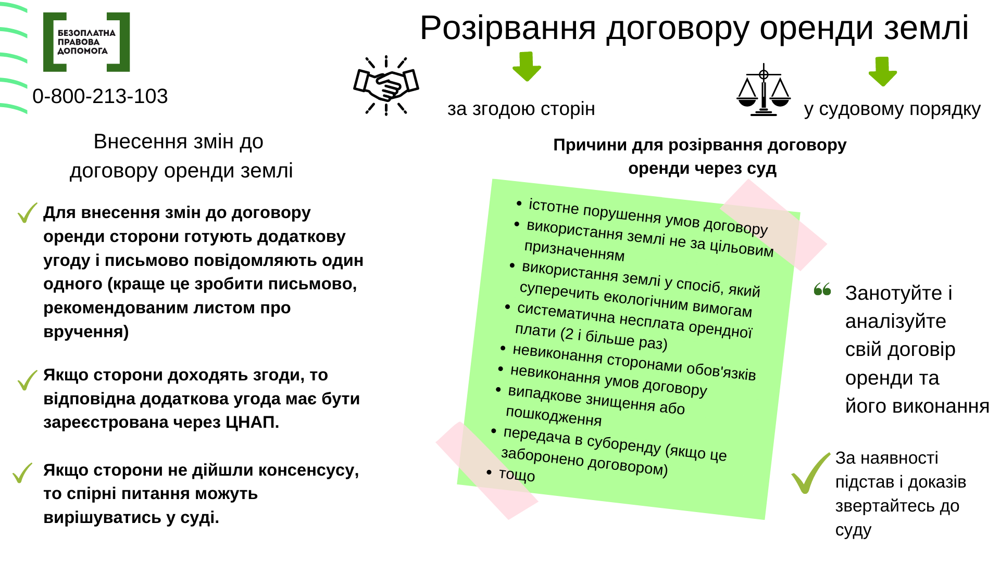 БЕЗОПЛАТНА
ПРАВОВА
ДОПОМОГА
0-800-213-103
Розірвання договору оренди землі
за згодою сторін
у судовому порядку
Внесення змін до
договору оренди землі
Для внесення змін до договору
оренди сторони готують додаткову
угоду і письмово повідомляють один
одного (краще це зробити письмово,
рекомендованим листом про
вручення)
Якщо сторони доходять згоди, то
відповідна додаткова угода має бути
зареєстрована через ЦНАП.
Якщо сторони не дійшли консенсусу,
то спірні питання можуть
вирішуватись у суді.
Причини для розірвання договору
оренди через суд
• істотне порушення умов договору
• використання землі не за цільовим
призначенням
• використання землі у спосіб, який
суперечить екологічним вимогам
• систематична несплата орендної
плати (2 і більше раз)
• невиконання сторонами обов'язків
• невиконання умов договору
• випадкове знищення або
пошкодження
• передача в суборенду (якщо це
заборонено договором)
• тощо
❝ Занотуйте і
аналізуйте
свій договір
оренди та
його виконання
За наявності
підстав і доказів
звертайтесь до
суду